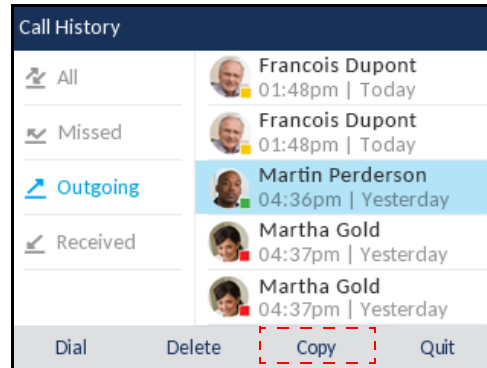 Call History
All
Missed
Outgoing
Received
Francois Dupont
01:48pm | Today
Francois Dupont
01:48pm | Today
Martin Perderson
04:36pm | Yesterday
Martha Gold
04:37pm | Yesterday
Martha Gold
04:37pm | Yesterday
Dial Delete Copy Quit